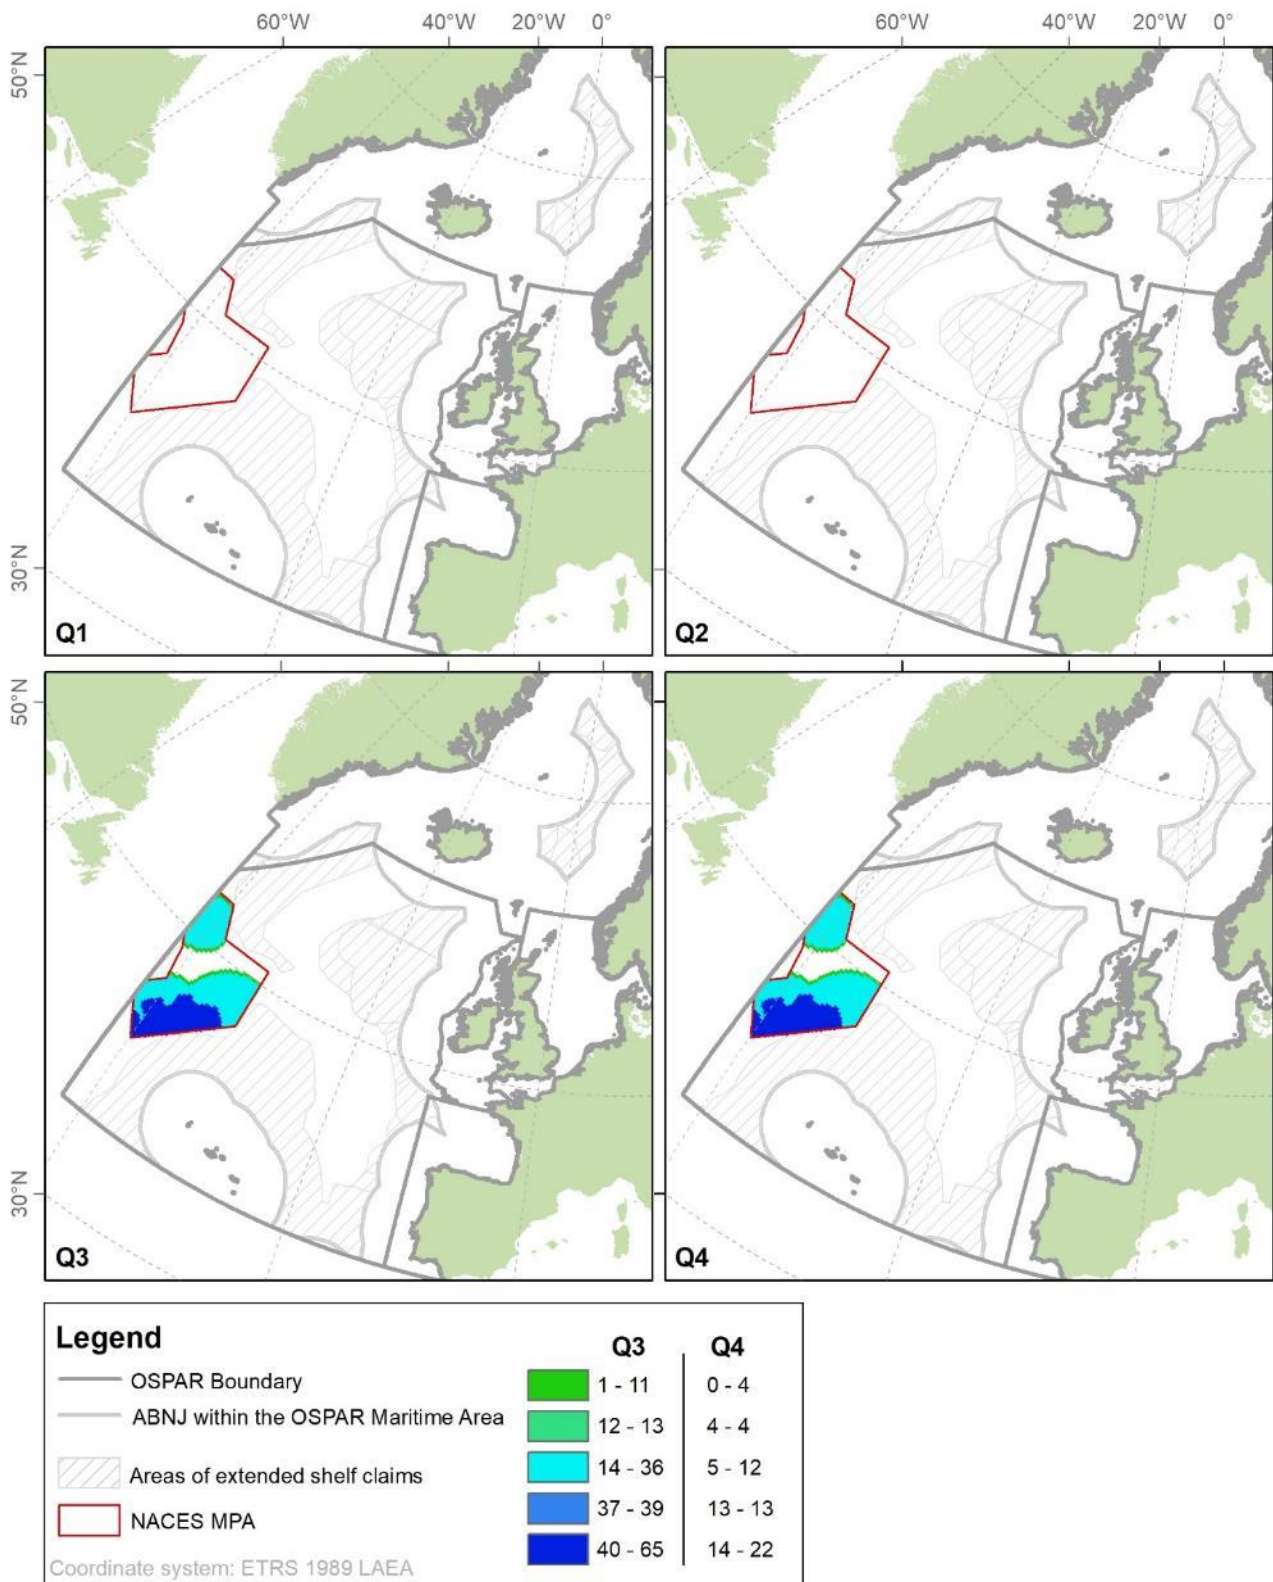 60°W 40°W 20°W 0° 60°W 40°W 20°W 0°
50°N
30°N
Q1 Q2
50°N
30°N
Q3 Q4
Legend
OSPAR Boundary
ABNJ within the OSPAR Maritime Area
Areas of extended shelf claims
NACES MPA
Coordinate system: ETRS 1989 LAEA
Q3 Q4
1 - 11 0 - 4
12 - 13 4 - 4
14 - 36 5 - 12
37 - 39 13 - 13
40 - 65 14 - 22